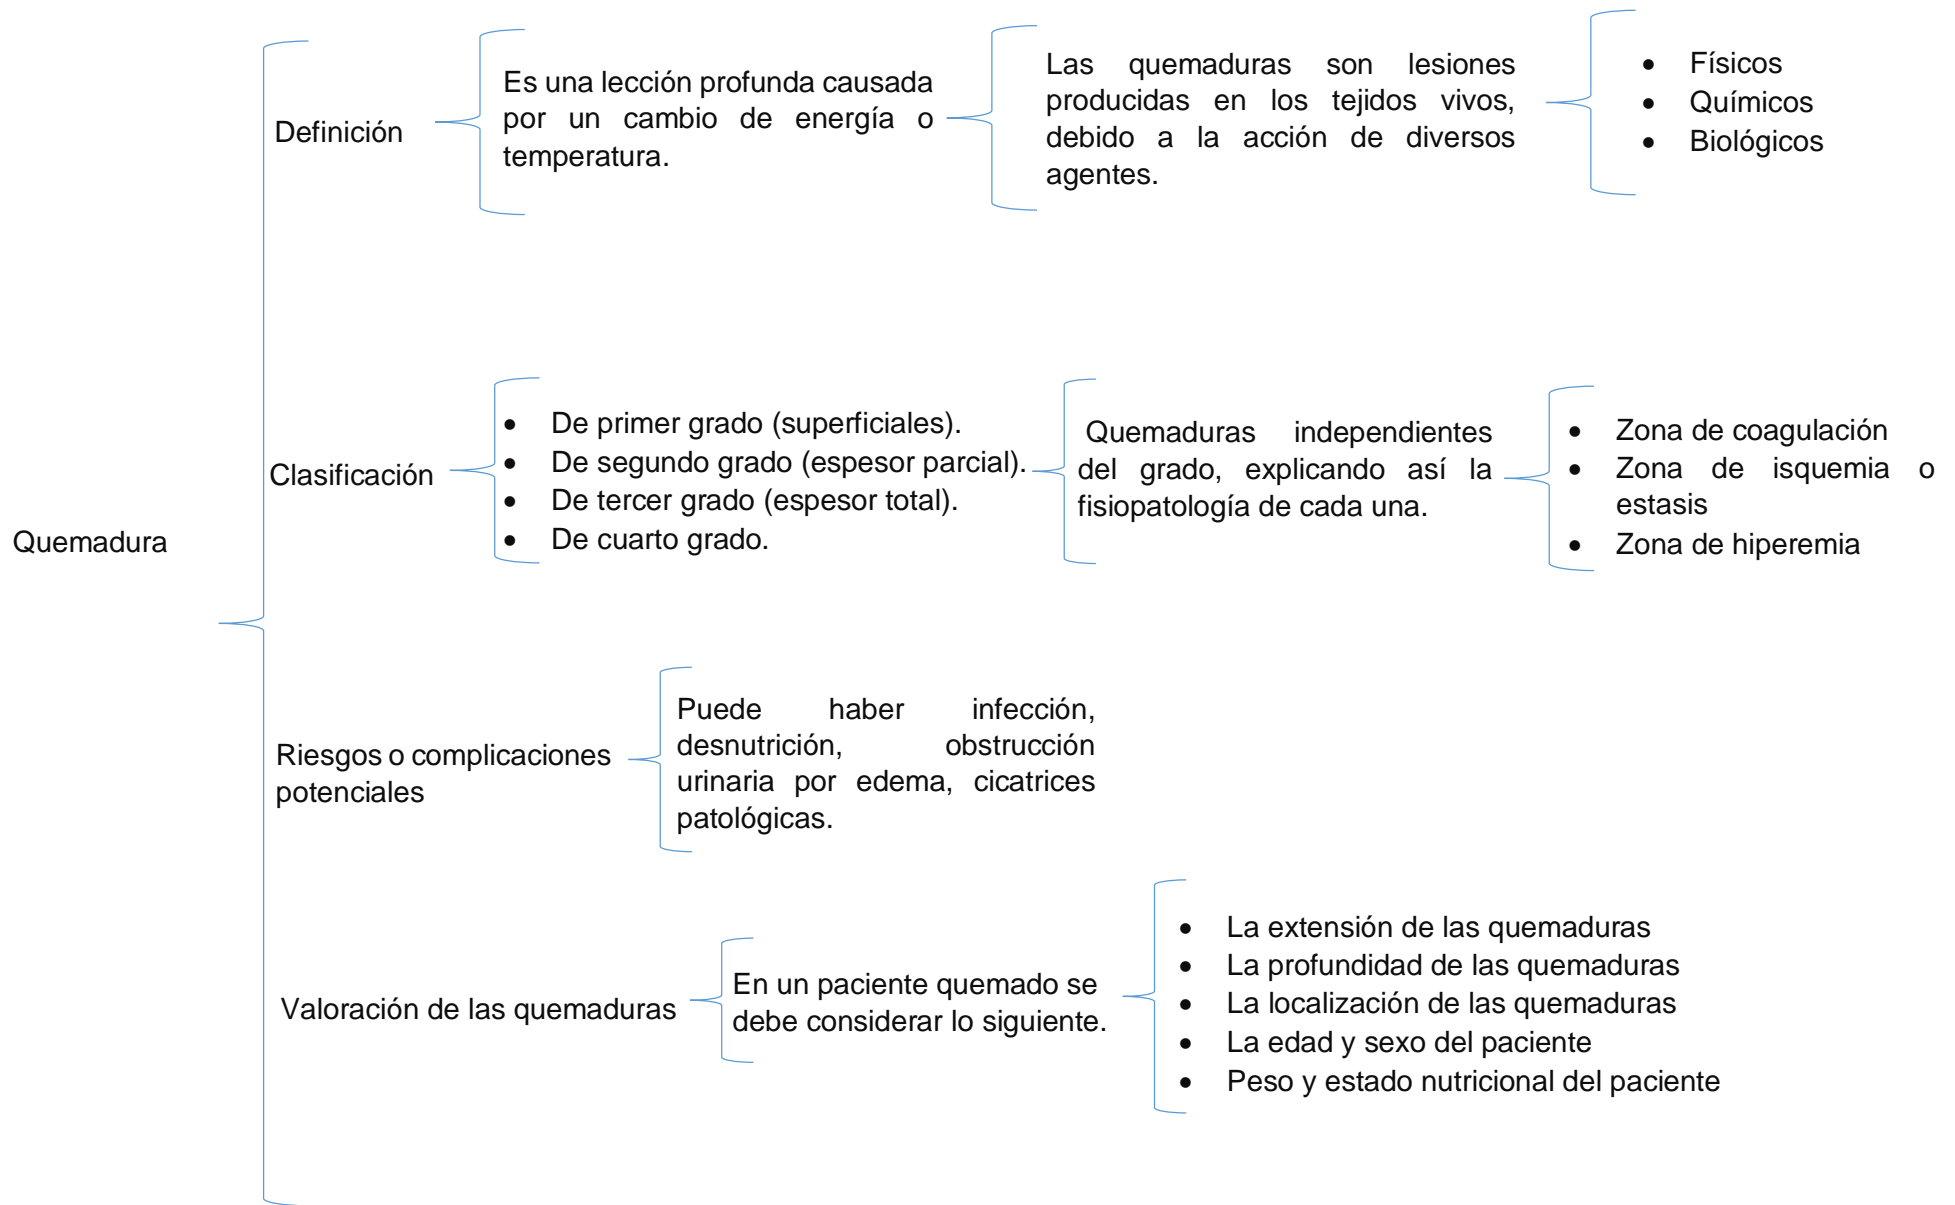 Quemadura
Definición
Es una lección profunda causada
por un cambio de energía o
temperatura.
Las quemaduras son lesiones
producidas en los tejidos vivos,
debido a la acción de diversos
agentes.
• Físicos
• Químicos
• Biológicos
Clasificación
• De primer grado (superficiales).
• De segundo grado (espesor parcial).
• De tercer grado (espesor total).
• De cuarto grado.
Quemaduras independientes
del grado, explicando así la
fisiopatología de cada una.
• Zona de coagulación
• Zona de isquemia o
estasis
• Zona de hiperemia
Riesgos o complicaciones
potenciales
Puede haber infección,
desnutrición, obstrucción
urinaria por edema, cicatrices
patológicas.
Valoración de las quemaduras
En un paciente quemado se
debe considerar lo siguiente.
• La extensión de las quemaduras
• La profundidad de las quemaduras
• La localización de las quemaduras
• La edad y sexo del paciente
• Peso y estado nutricional del paciente